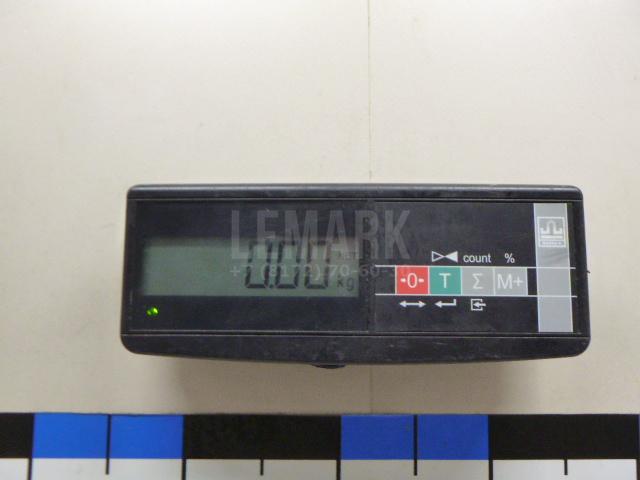 LEMARK
0.00
kg
count %
-0- T Σ M+